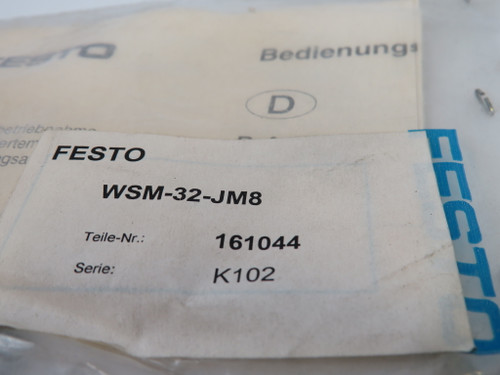 FESTO
Bedienungs
D
FESTO
WSM-32-JM8
Teile-Nr.: 161044
Serie: K102
FESTO